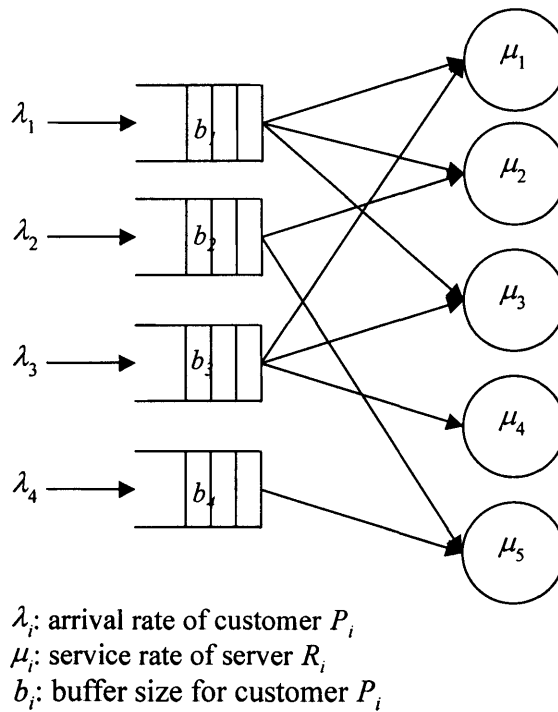 λ₁
b₁
μ₁
μ₂
λ₂
b₂
μ₃
λ₃
b₃
μ₄
λ₄
b₄
μ₅
λᵢ: arrival rate of customer Pᵢ
μᵢ: service rate of server Rᵢ
bᵢ: buffer size for customer Pᵢ